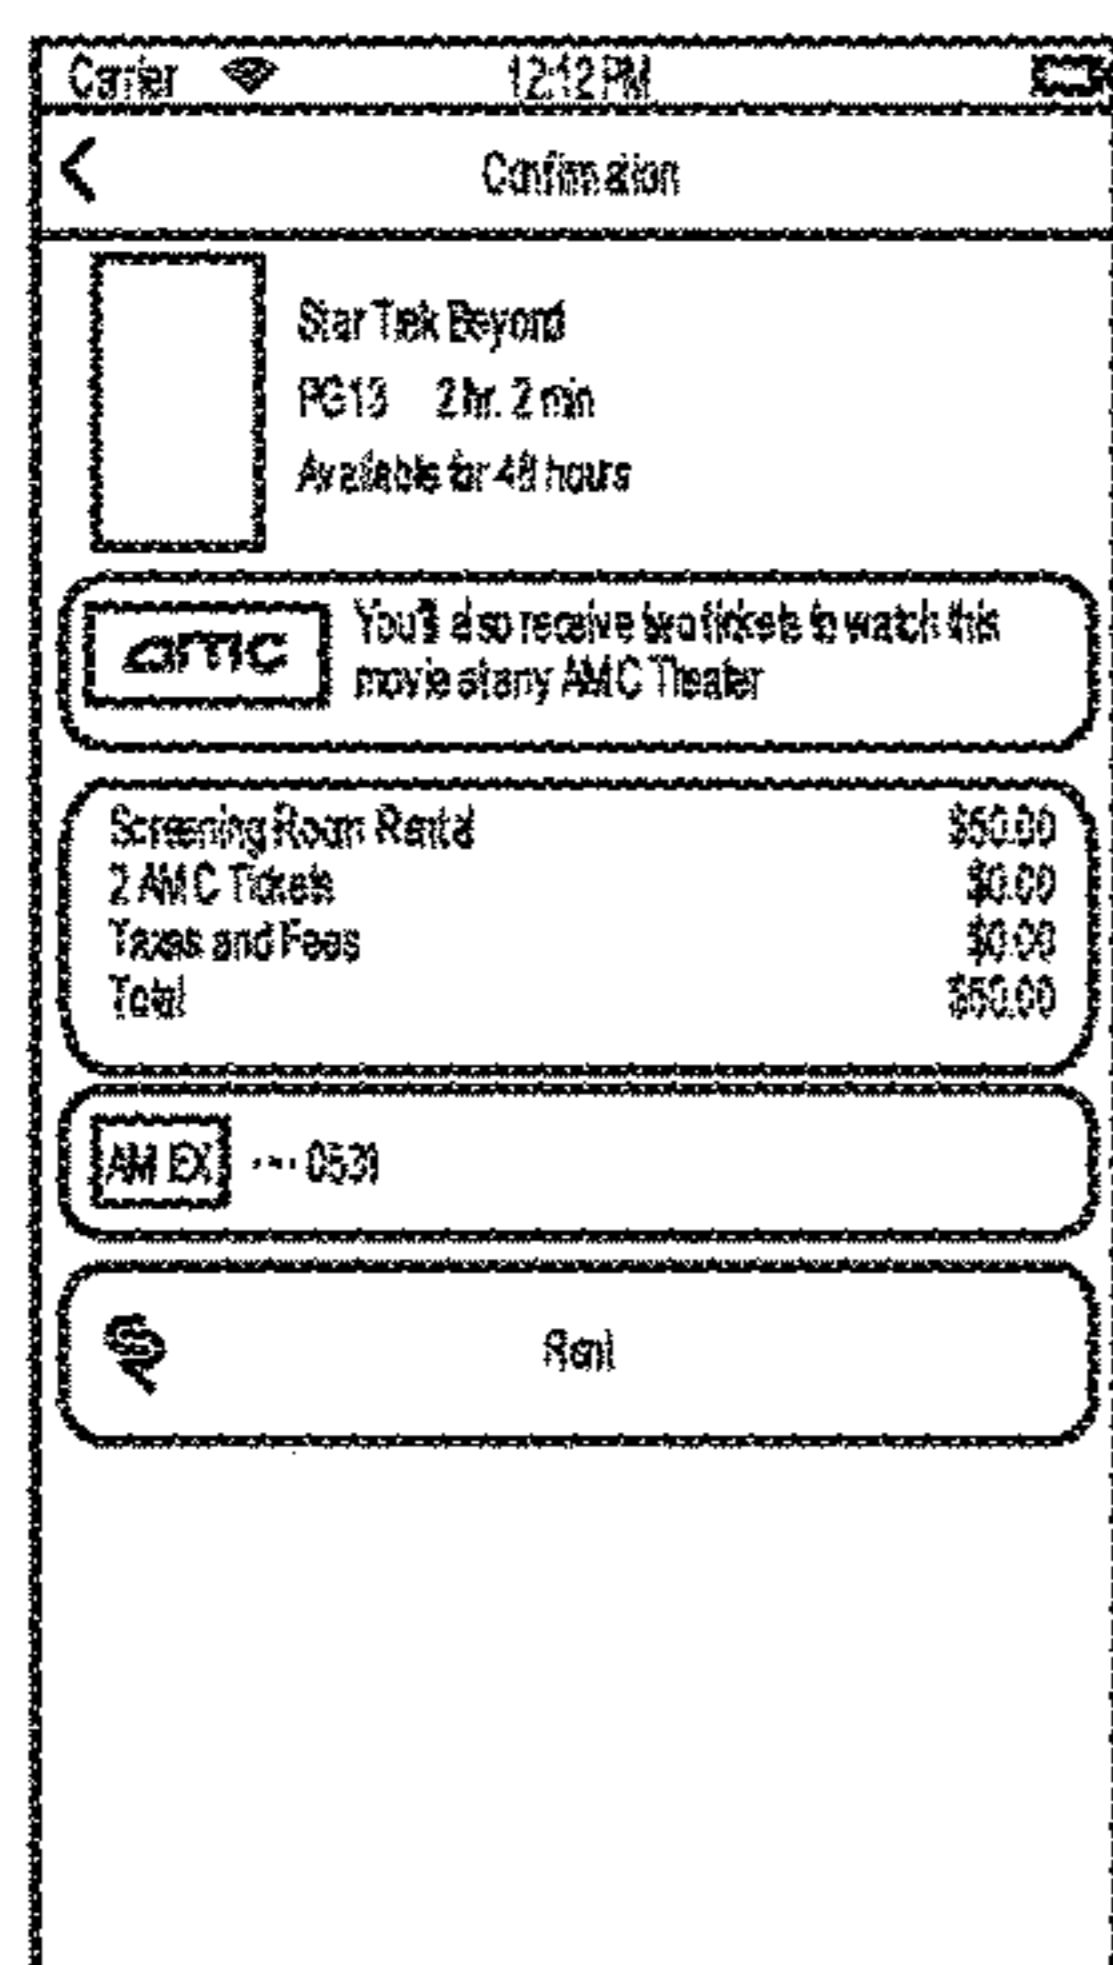 Carrier 12:12 PM
Confirmation
Star Trek Beyond
PG13 2 hr. 2 min
Available for 48 hours
amc
You'll also receive two tickets to watch this
movie at any AMC Theater
Screening Room Rental $50.00
2 AMC Tickets $0.00
Taxes and Fees $0.00
Total $50.00
AM EX ····
Rent